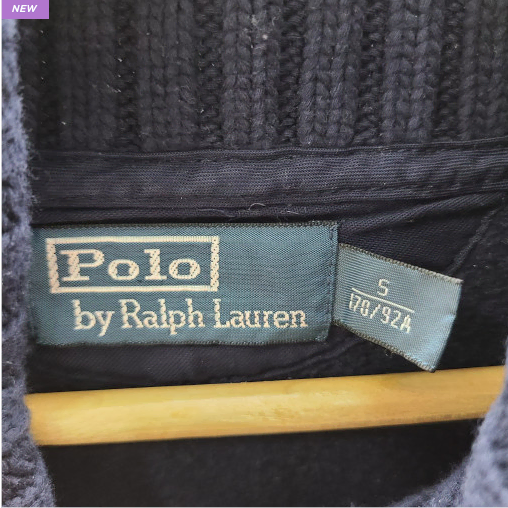 NEW
Polo
by Ralph Lauren
S
170/92A